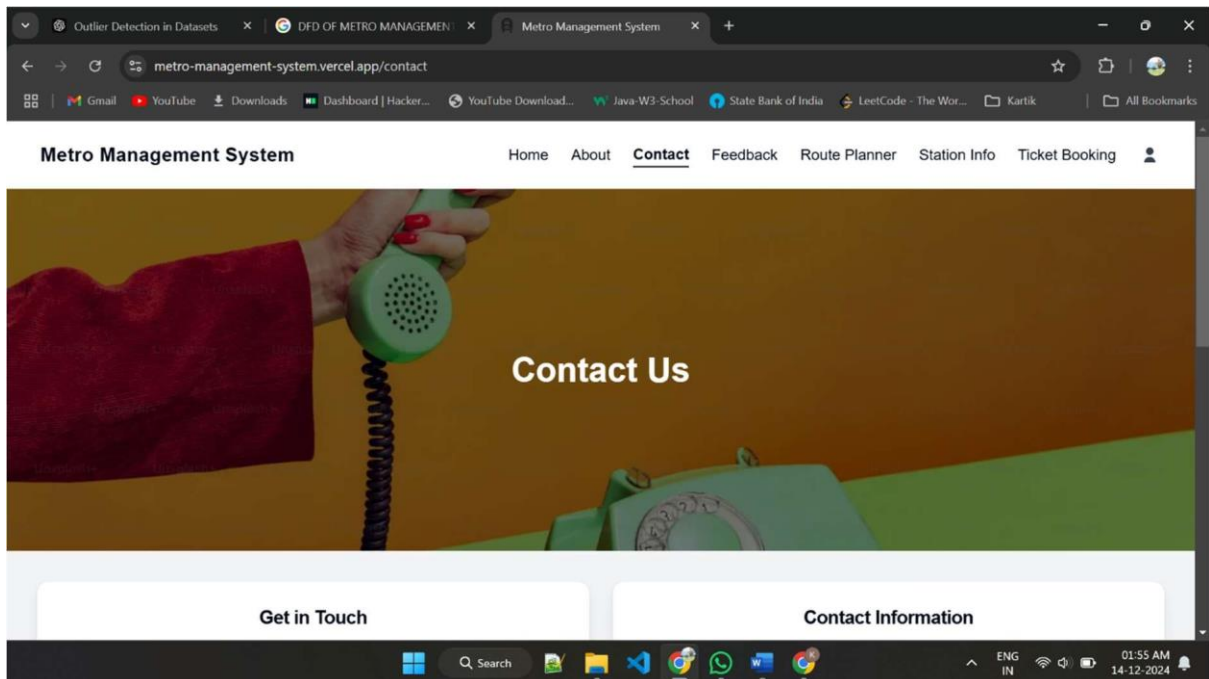 Outlier Detection in Datasets
DFD OF METRO MANAGEMENT
Metro Management System
metro-management-system.vercel.app/contact
Gmail YouTube Downloads Dashboard | Hacker... YouTube Download... Java-W3-School State Bank of India LeetCode - The Wor... Kartik All Bookmarks
Metro Management System Home About Contact Feedback Route Planner Station Info Ticket Booking
Contact Us
Get in Touch
Contact Information
Search ENG 01:55 AM
IN 14-12-2024